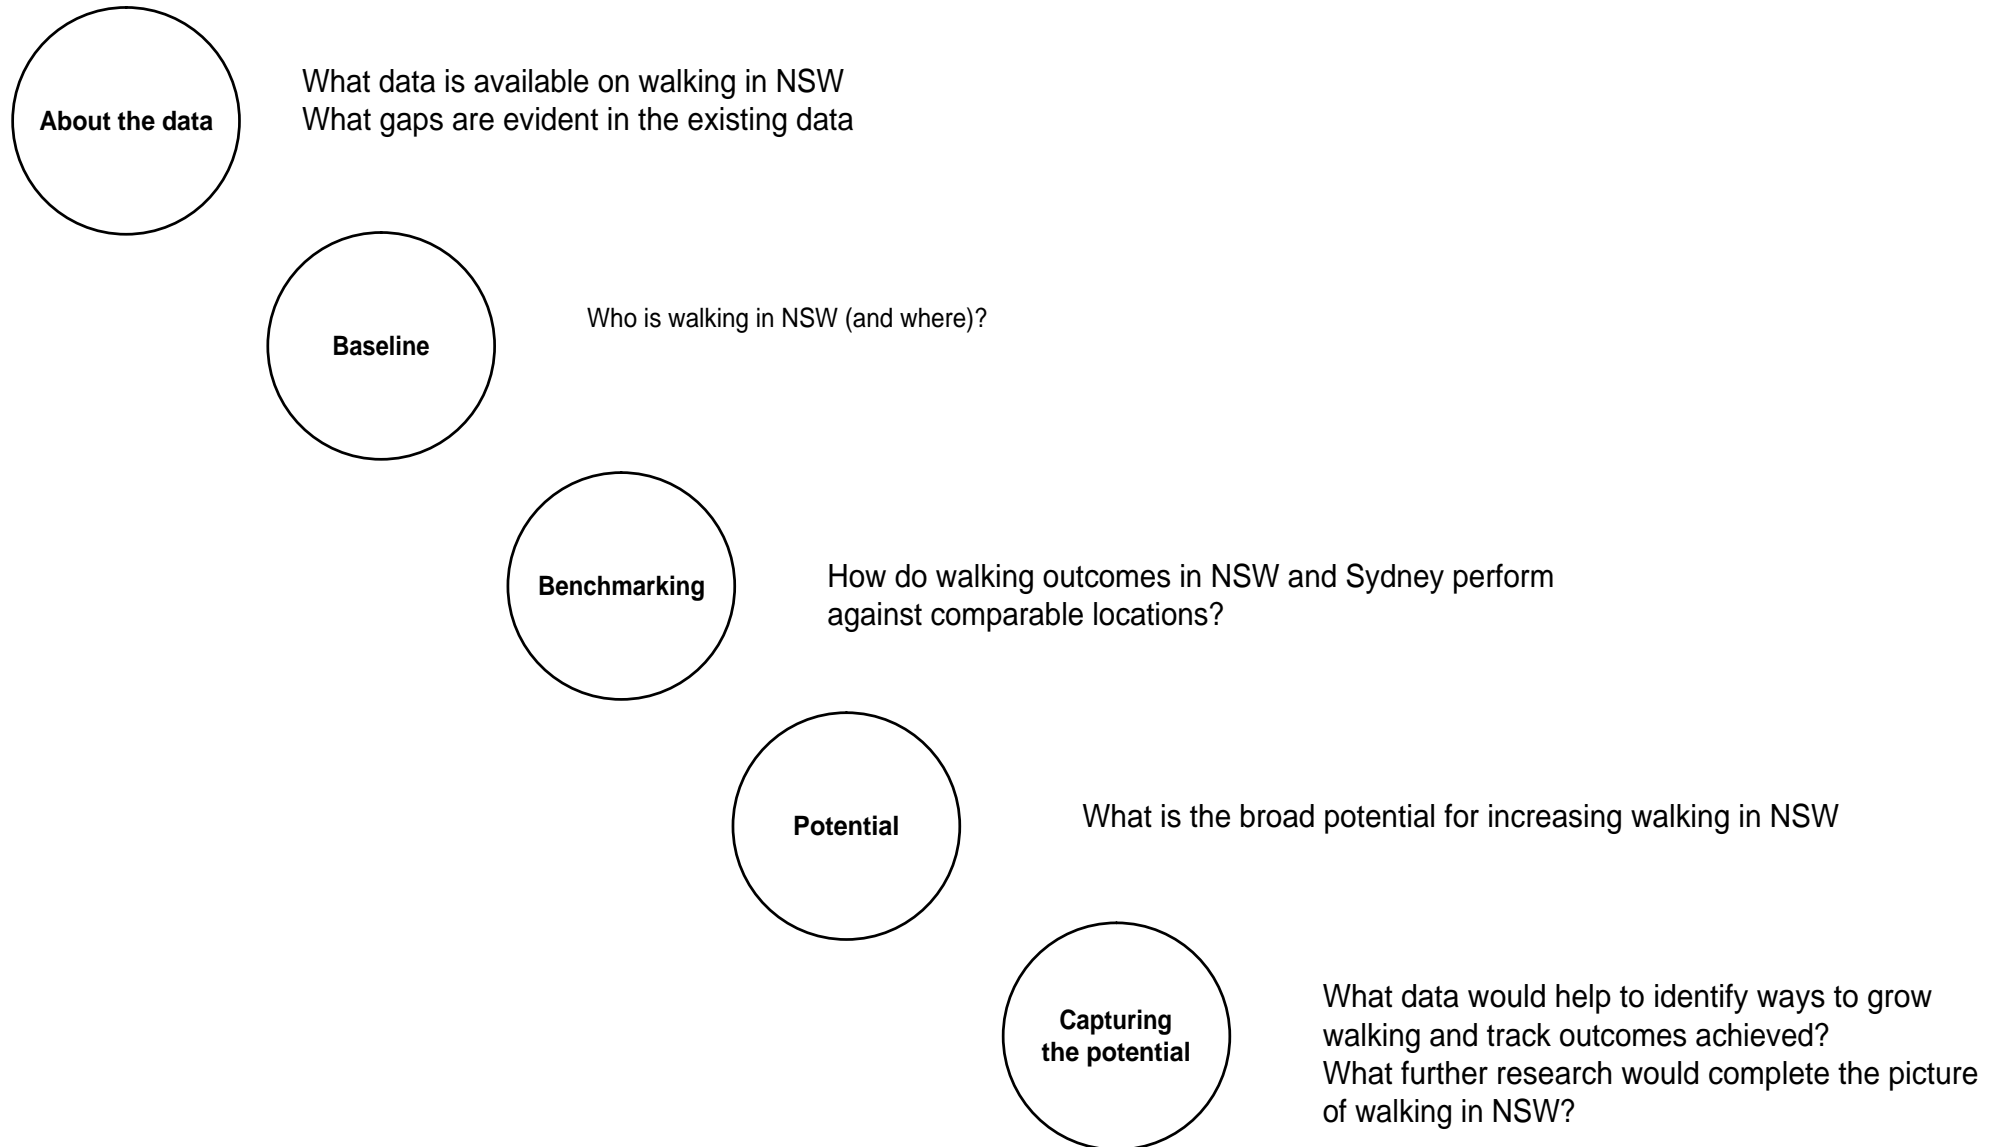 About the data
What data is available on walking in NSW
What gaps are evident in the existing data
Baseline
Who is walking in NSW (and where)?
Benchmarking
How do walking outcomes in NSW and Sydney perform
against comparable locations?
Potential
What is the broad potential for increasing walking in NSW
Capturing
the potential
What data would help to identify ways to grow
walking and track outcomes achieved?
What further research would complete the picture
of walking in NSW?